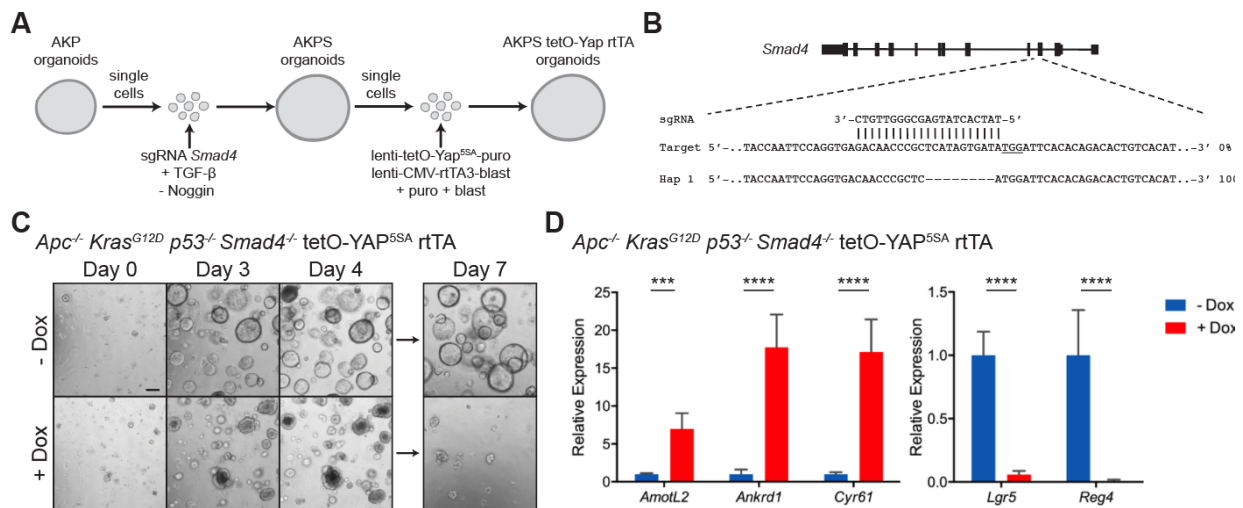 A
AKP
organoids
single
cells
AKPS
organoids
single
cells
AKPS tetO-Yap rtTA
organoids
sgRNA Smad4
+ TGF-β
- Noggin
lenti-tetO-Yap5SA-puro
lenti-CMV-rtTA3-blast
+ puro + blast
B
Smad4
sgRNA 3’-CTGTTGGGCGAGTATCACTAT-5’
Target 5’-..TACCAATTCCAGGTGAGACAACCCGCTCATAGTGATATGGATTCACACAGACACTGTCACAT..-3’ 0%
Hap 1 5’-..TACCAATTCCAGGTGACAACCCGCTC--------ATGGATTCACACAGACACTGTCACAT..-3’ 100
C
Apc-/- KrasG12D p53-/- Smad4-/- tetO-YAP5SA rtTA
Day 0 Day 3 Day 4 Day 7
- Dox
+ Dox
D
Apc-/- KrasG12D p53-/- Smad4-/- tetO-YAP5SA rtTA
Relative Expression
25
20
15
10
5
0
*** **** ****
AmotL2 Ankrd1 Cyr61
Relative Expression
1.5
1.0
0.5
0.0
**** ****
Lgr5 Reg4
- Dox
+ Dox